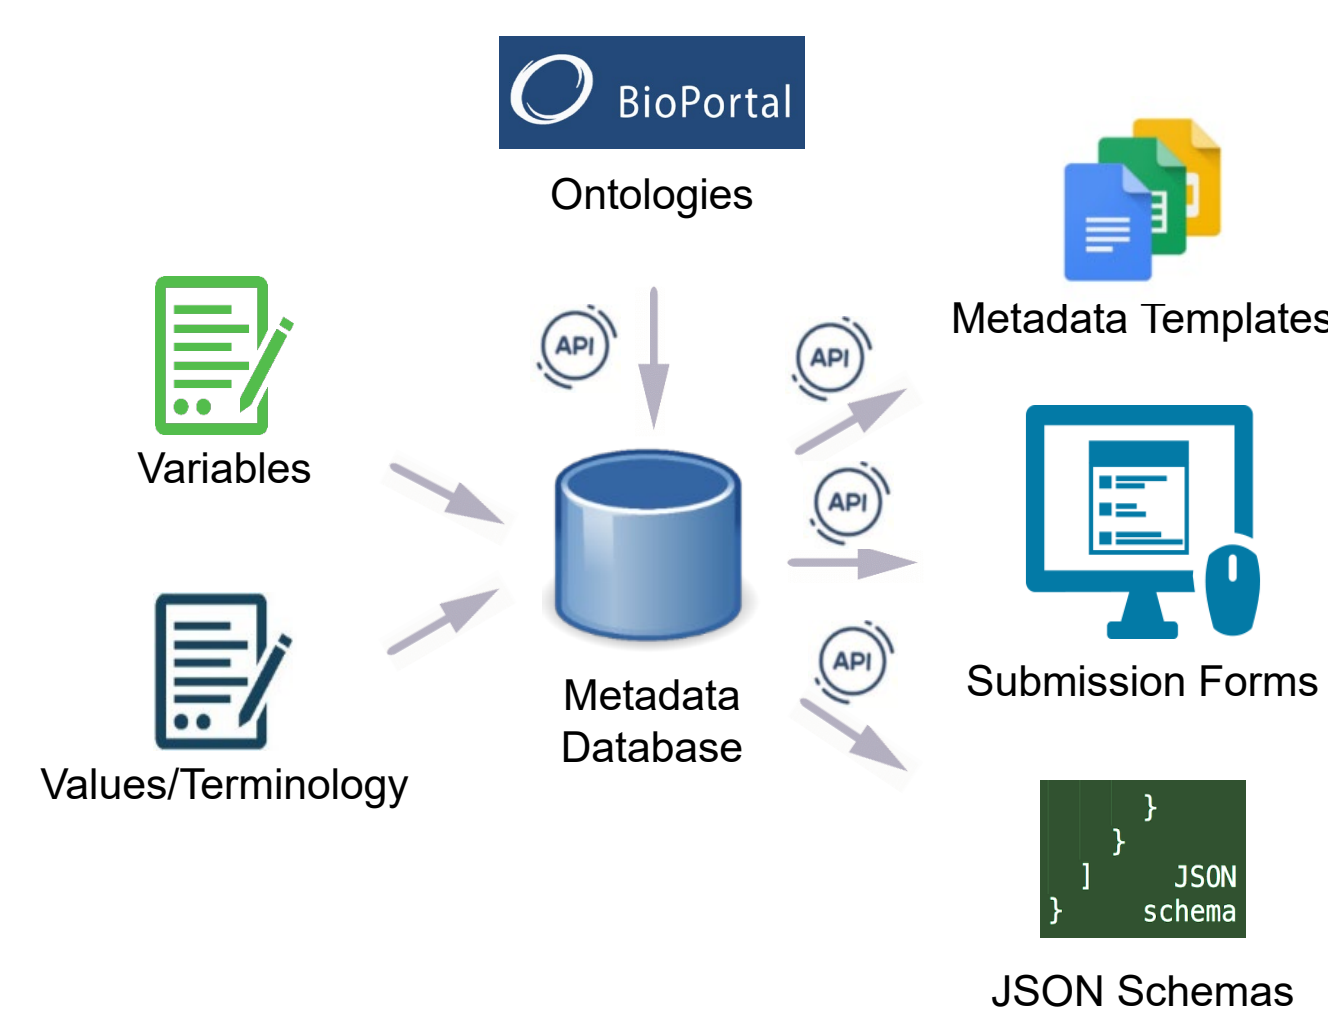 BioPortal
Ontologies
Metadata Templates
API
API
Variables
API
Submission Forms
API
Metadata
Database
Values/Terminology
}
}
] JSON
} schema
JSON Schemas